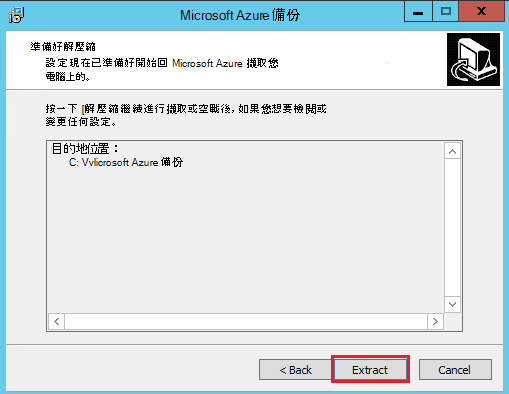 Microsoft Azure 備份
準備好解壓縮
設定現在已準備好開始回 Microsoft Azure 擷取您
電腦上的。
按一下 [解壓縮繼續進行擷取或空戰後，如果您想要檢閱或
變更任何設定。
目的地位置：
C: Vvlicrosoft Azure 備份
< Back
Extract
Cancel